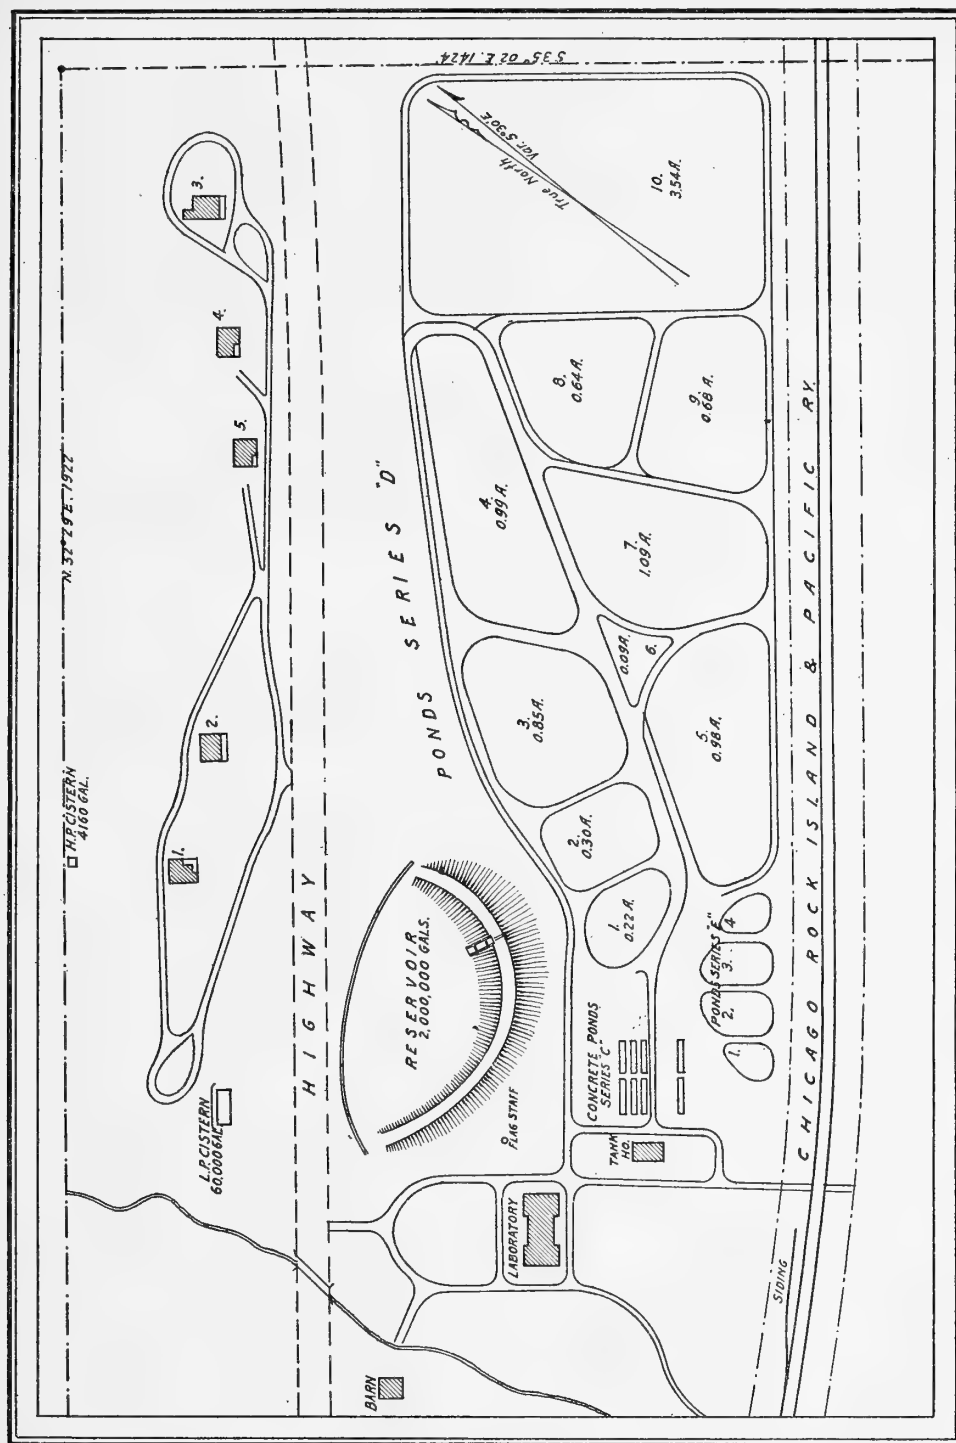 N. 32° 29 E. 1922'
S 35° 02 E. 1424'
H.P. CISTERN
4160 GAL.
L.P. CISTERN
60,000 GAL.
1.
2.
5.
4.
3.
HIGHWAY
RESERVOIR
2,000,000 GALS.
PONDS SERIES "D"
True North
Var. 5°30'E
1.
0.22 A.
2.
0.30 A.
3.
0.85 A.
4.
0.99 A.
5.
0.98 A.
0.09 A.
6.
7.
1.09 A.
8.
0.64 A.
9.
0.68 A.
10.
3.54 A.
FLAG STAFF
CONCRETE PONDS
SERIES "C"
PONDS SERIES "E"
1.
2.
3.
4
TANK
HO.
LABORATORY
BARN
SIDING
CHICAGO ROCK ISLAND & PACIFIC RY.